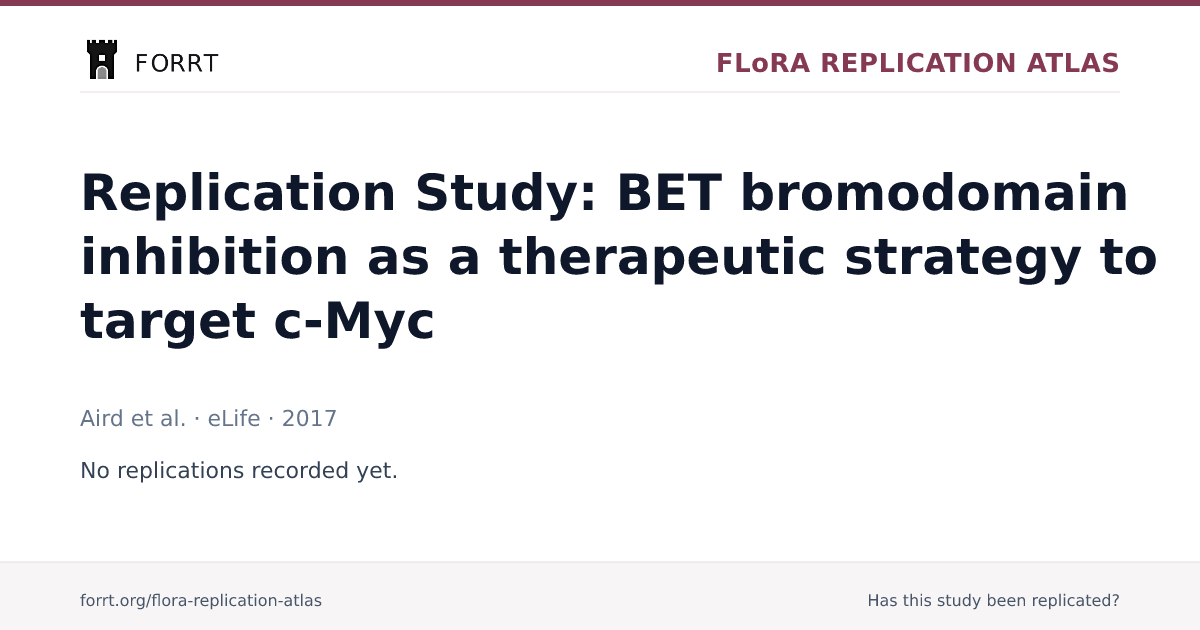 FORRT
FLoRA REPLICATION ATLAS
Replication Study: BET bromodomain
inhibition as a therapeutic strategy to
target c-Myc
Aird et al. · eLife · 2017
No replications recorded yet.
forrt.org/flora-replication-atlas
Has this study been replicated?